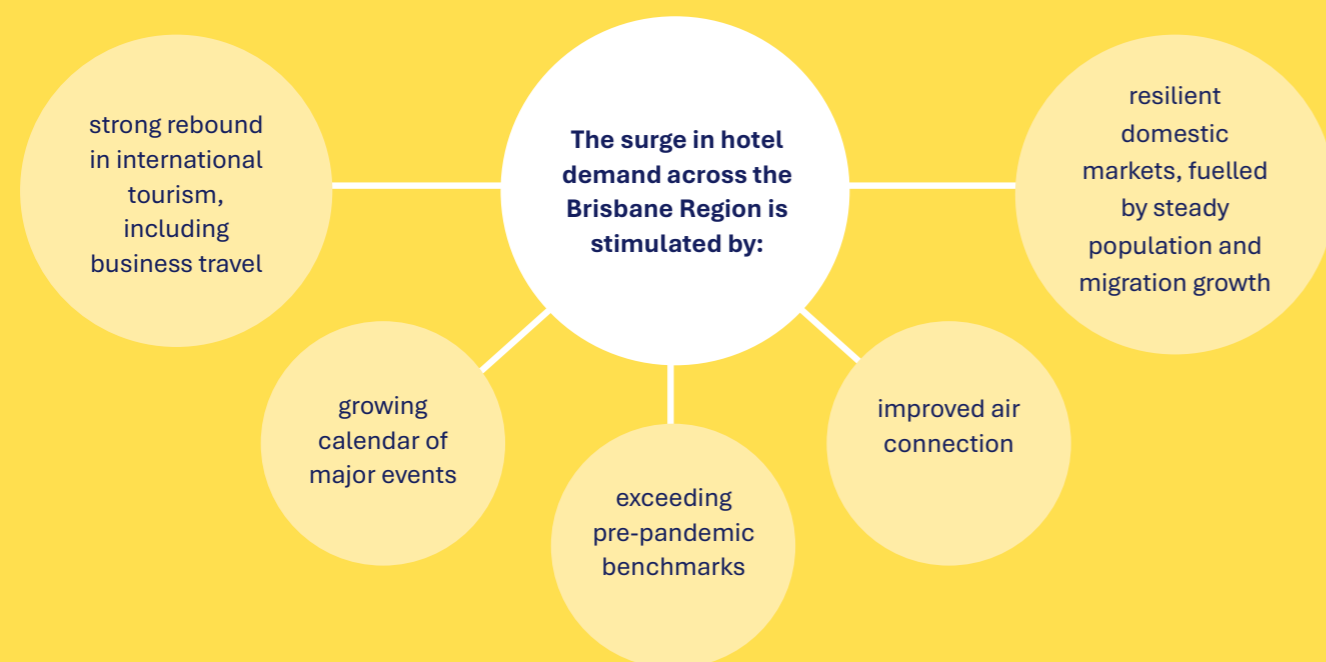 The surge in hotel
demand across the
Brisbane Region is
stimulated by:
strong rebound
in international
tourism,
including
business travel
growing
calendar of
major events
exceeding
pre-pandemic
benchmarks
improved air
connection
resilient
domestic
markets, fuelled
by steady
population and
migration growth